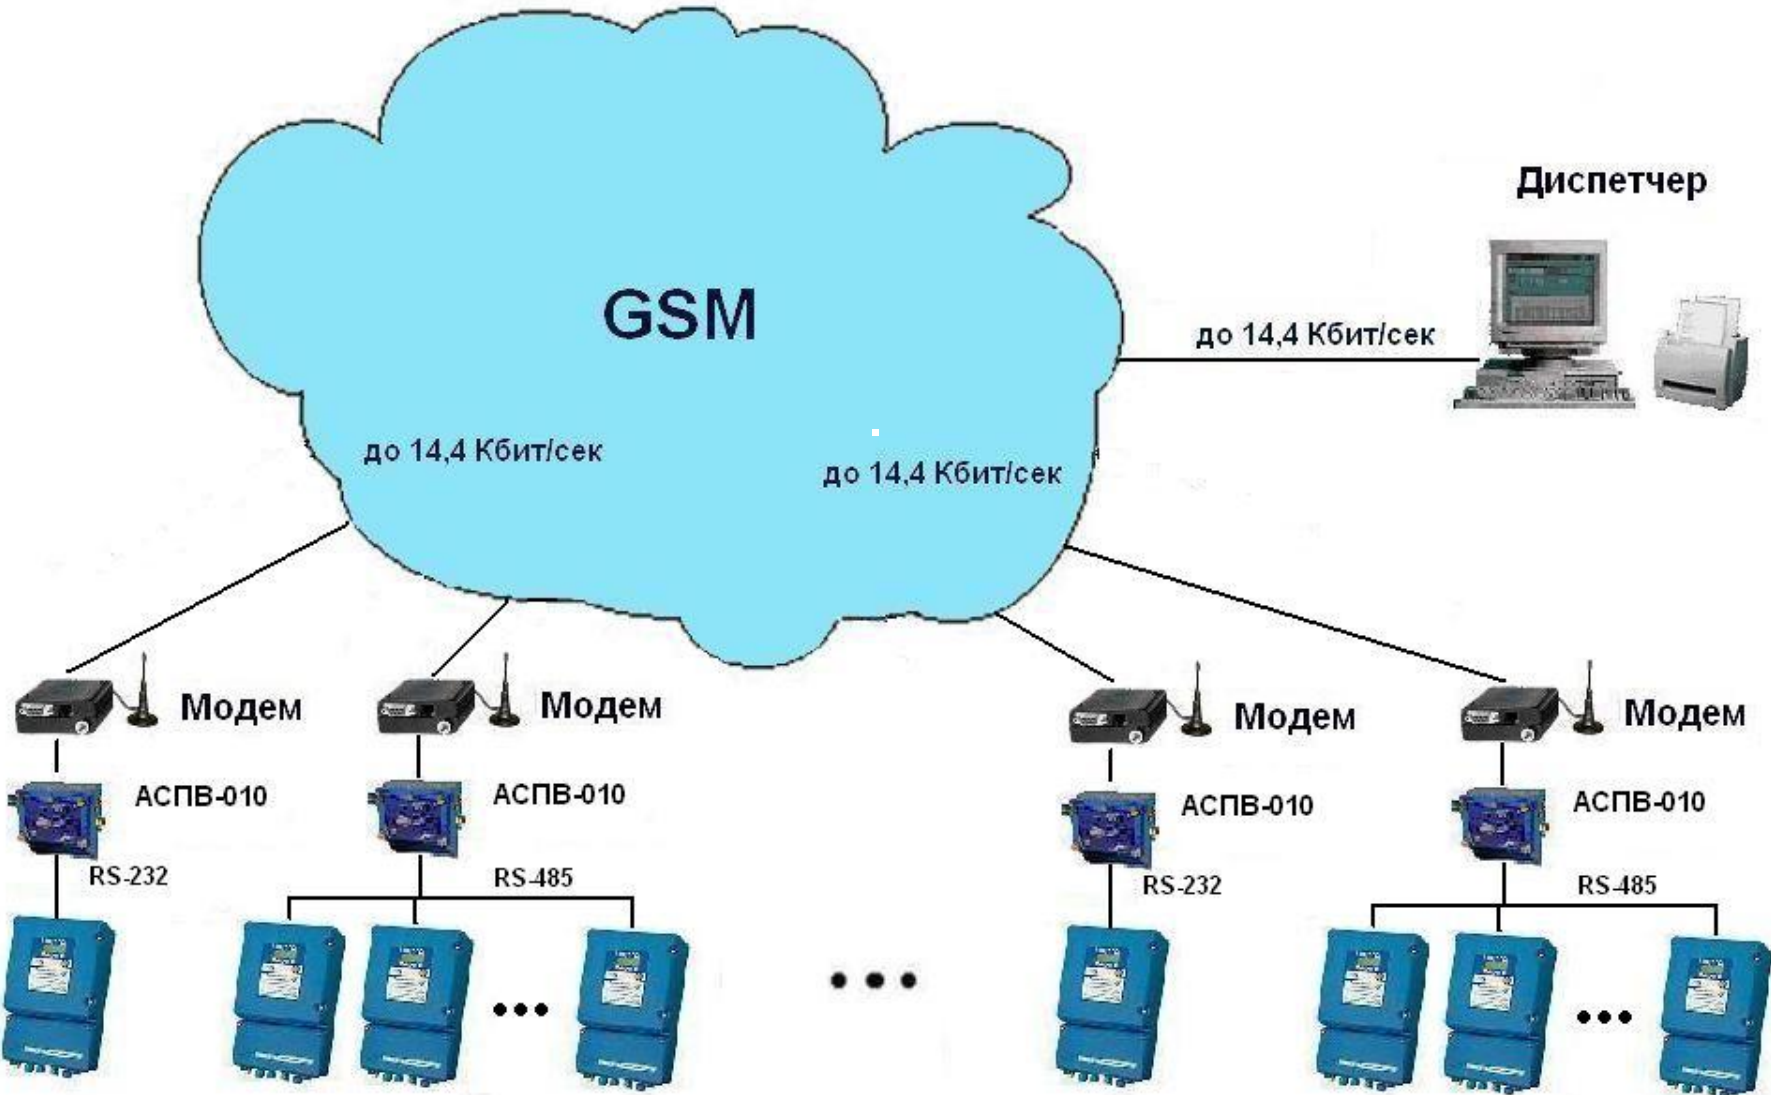 Диспетчер
GSM
до 14,4 Кбит/сек
до 14,4 Кбит/сек
до 14,4 Кбит/сек
Модем
Модем
Модем
Модем
АСПВ-010
АСПВ-010
АСПВ-010
АСПВ-010
RS-232
RS-485
RS-232
RS-485